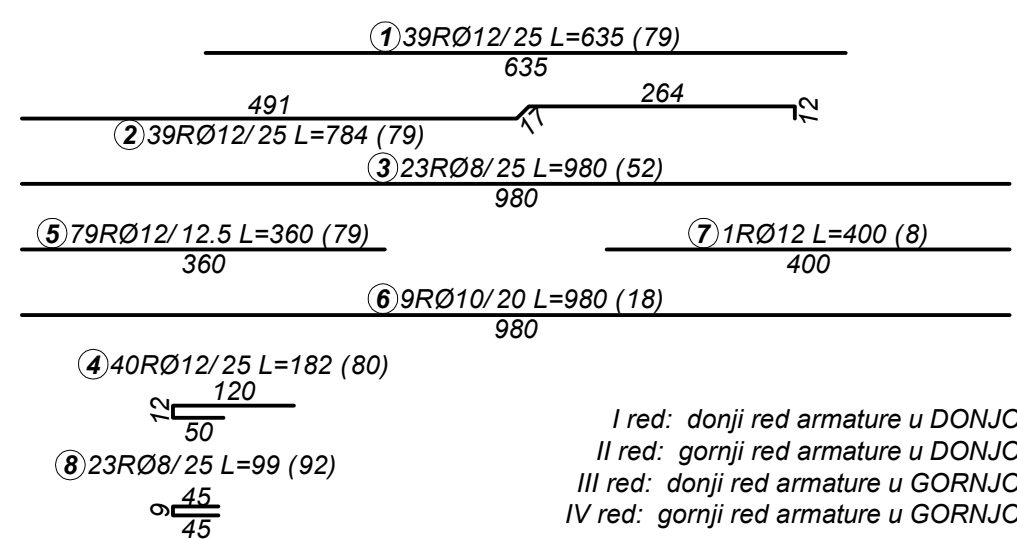 1 39RØ12/25 L=635 (79)
635
491
17
264
12
2 39RØ12/25 L=784 (79)
3 23RØ8/25 L=980 (52)
980
5 79RØ12/12.5 L=360 (79)
360
7 1RØ12 L=400 (8)
400
6 9RØ10/20 L=980 (18)
980
4 40RØ12/25 L=182 (80)
12
120
50
8 23RØ8/25 L=99 (92)
9
45
45
I red: donji red armature u DONJO
II red: gornji red armature u DONJO
III red: donji red armature u GORNJO
IV red: gornji red armature u GORNJO